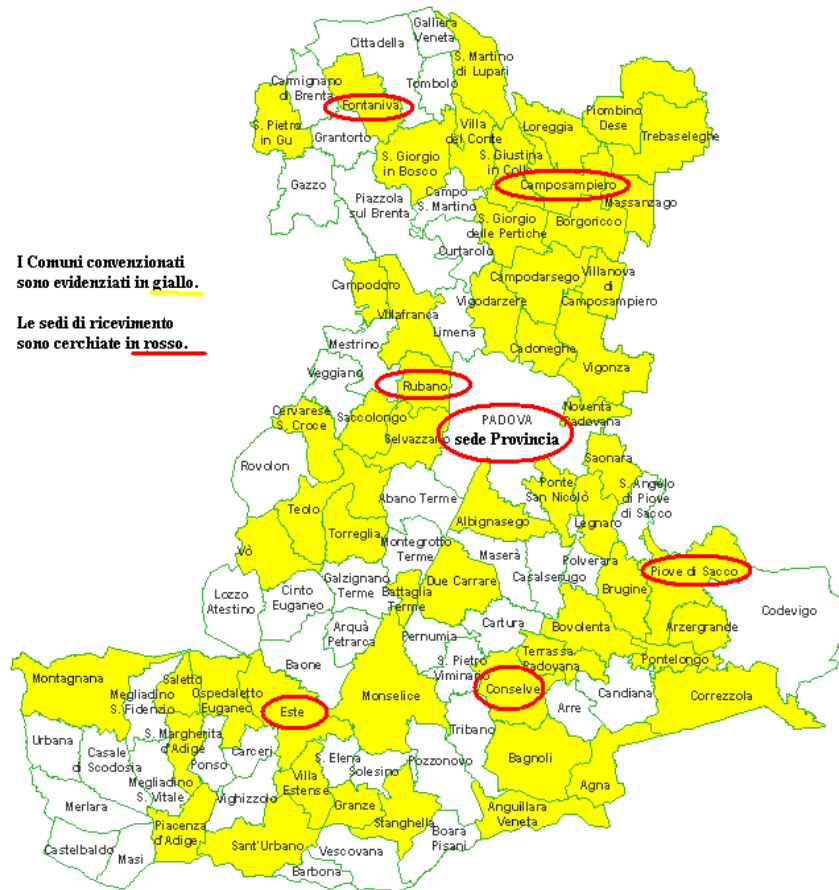 Galliera
Veneta
Cittadella
S. Martino
di Lupari
Carmignano
di Brenta
Tombolo
Fontaniva
Piombino
Dese
S. Pietro
in Gu
Grantorto
Villa
del Conte
Loreggia
Trebaseleghe
S. Giorgio
in Bosco
S. Giustina
in Colle
Gazzo
Campo
S. Martino
Camposampiero
Piazzola
sul Brenta
Massanzago
S. Giorgio
delle Pertiche
Borgoricco
Curtarolo
I Comuni convenzionati
sono evidenziati in giallo.
Campodoro
Campodarsego
Villanova
di
Camposampiero
Vigodarzere
Villafranca
Le sedi di ricevimento
sono cerchiate in rosso.
Limena
Mestrino
Cadoneghe
Veggiano
Vigonza
Rubano
Cervarese
S. Croce
Saccolongo
Noventa
Padovana
PADOVA
sede Provincia
Selvazzano
Saonara
Rovolon
Abano Terme
Ponte
San Nicolò
S. Angelo
di Piove
di Sacco
Teolo
Albignasego
Legnaro
Torreglia
Montegrotto
Terme
Vò
Maserà
Polverara
Casalserugo
Piove di Sacco
Lozzo
Atestino
Cinto
Euganeo
Galzignano
Terme
Battaglia
Terme
Due Carrare
Brugine
Codevigo
Arquà
Petrarca
Pernumia
Cartura
Bovolenta
Arzergrande
Baone
Terrassa
Padovana
Pontelongo
Montagnana
Saletto
S. Pietro
Viminario
Megliadino
S. Fidenzio
Ospedaletto
Euganeo
Monselice
Conselve
Candiana
Correzzola
Este
Arre
Urbana
S. Margherita
d'Adige
Tribano
Casale
di Scodosia
Ponso
Carceri
S. Elena
Solesino
Pozzonovo
Bagnoli
Megliadino
S. Vitale
Villa
Estense
Agna
Merlara
Vighizzolo
Granze
Anguillara
Veneta
Piacenza
d'Adige
Stanghella
Boara
Pisani
Castelbaldo
Masi
Sant'Urbano
Vescovana
Barbona